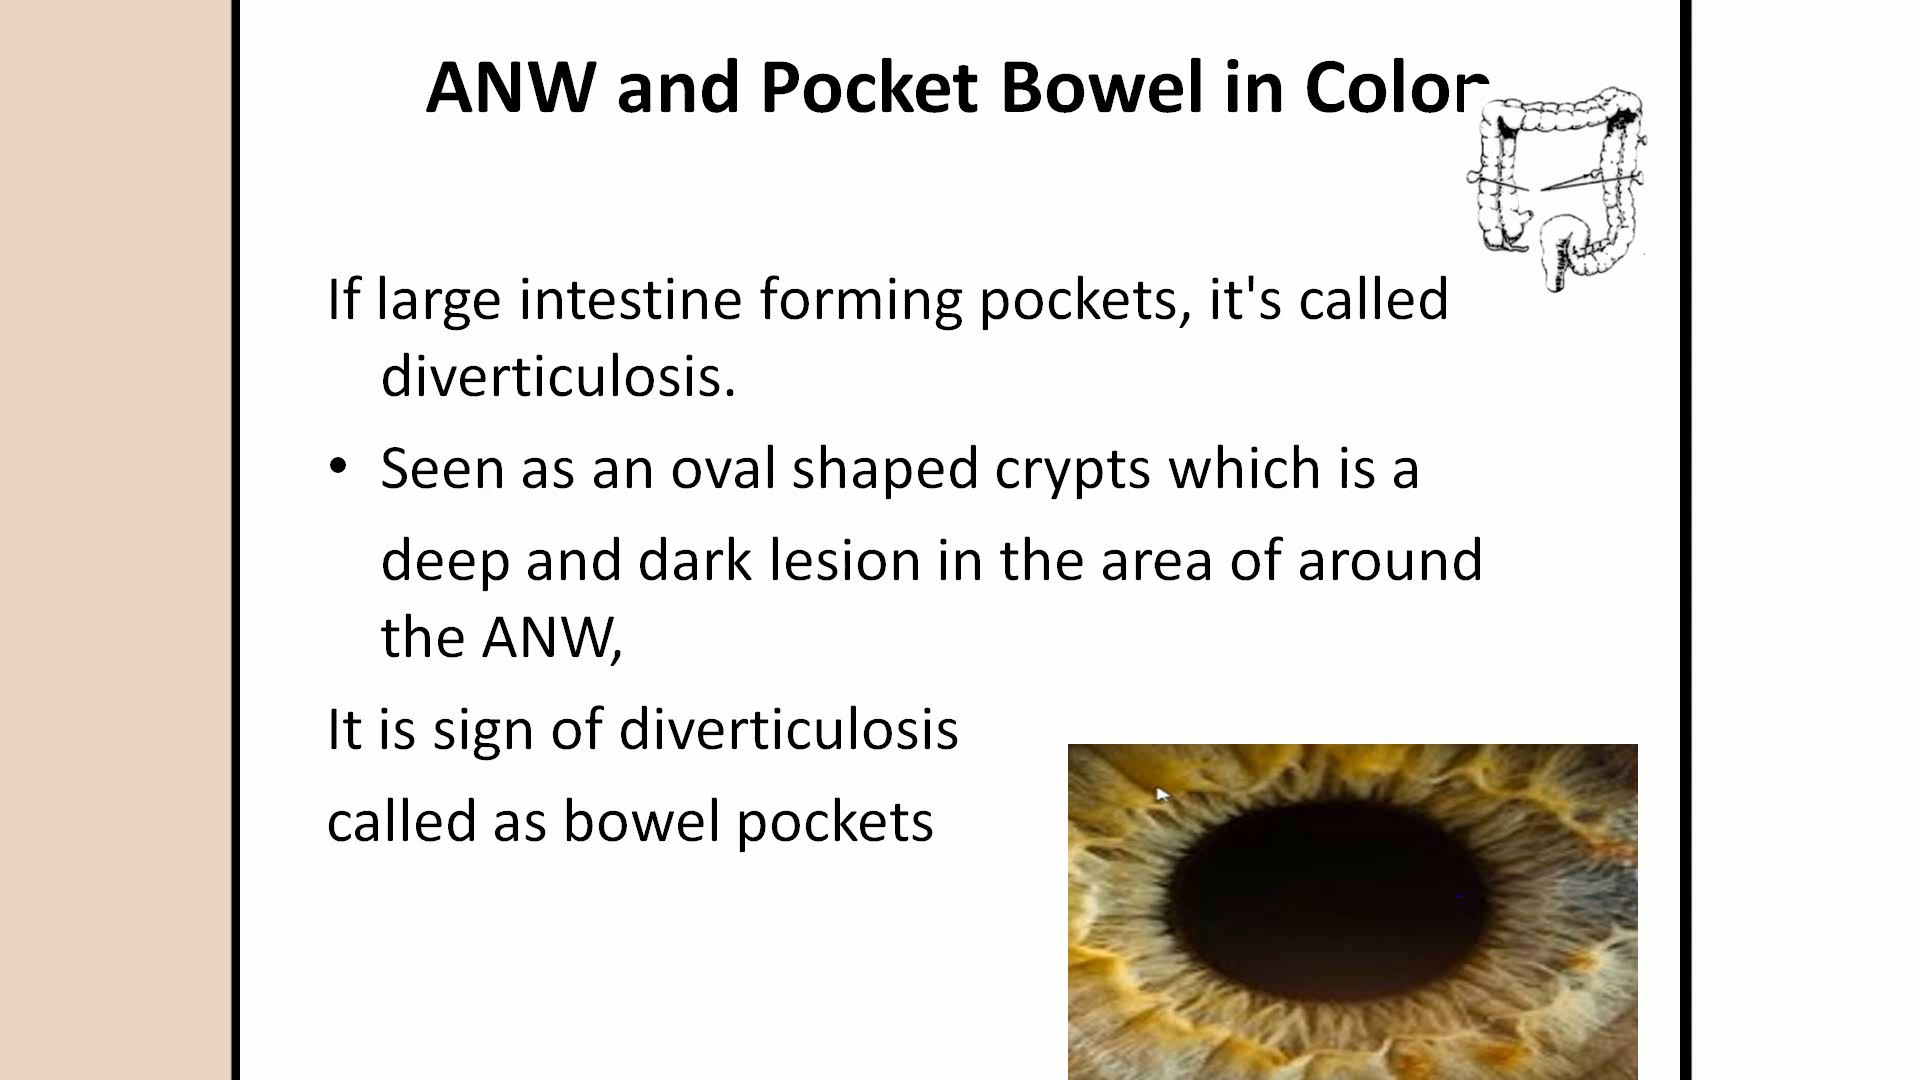 ANW and Pocket Bowel in Colon
If large intestine forming pockets, it's called
diverticulosis.
• Seen as an oval shaped crypts which is a
deep and dark lesion in the area of around
the ANW,
It is sign of diverticulosis
called as bowel pockets